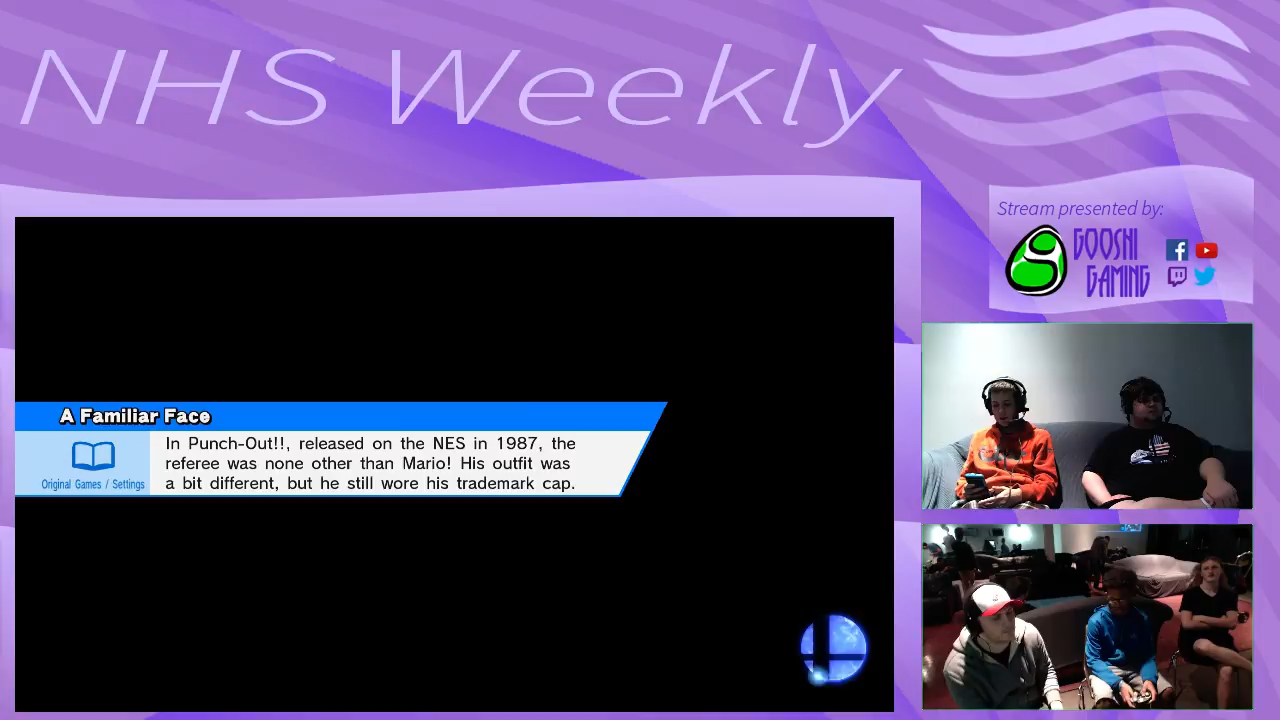 NHS Weekly
Stream presented by:
GOOSHI
GAMING
A Familiar Face
In Punch-Out!!, released on the NES in 1987, the
referee was none other than Mario! His outfit was
a bit different, but he still wore his trademark cap.
Original Games / Settings